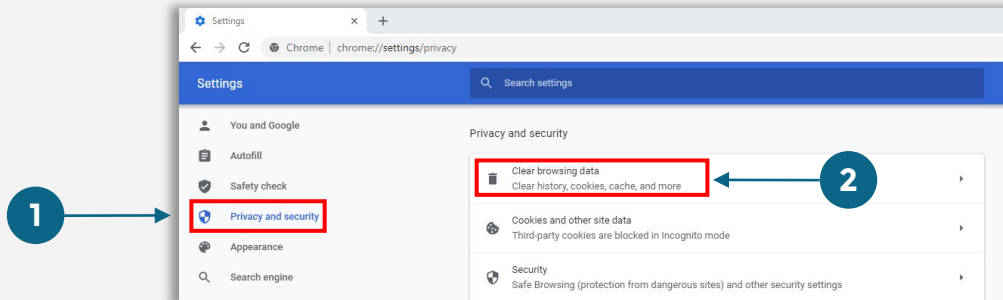 Settings
Chrome | chrome://settings/privacy
Settings
Search settings
You and Google
Autofill
Safety check
Privacy and security
Appearance
Search engine
Privacy and security
Clear browsing data
Clear history, cookies, cache, and more
Cookies and other site data
Third-party cookies are blocked in Incognito mode
Security
Safe Browsing (protection from dangerous sites) and other security settings
1
2